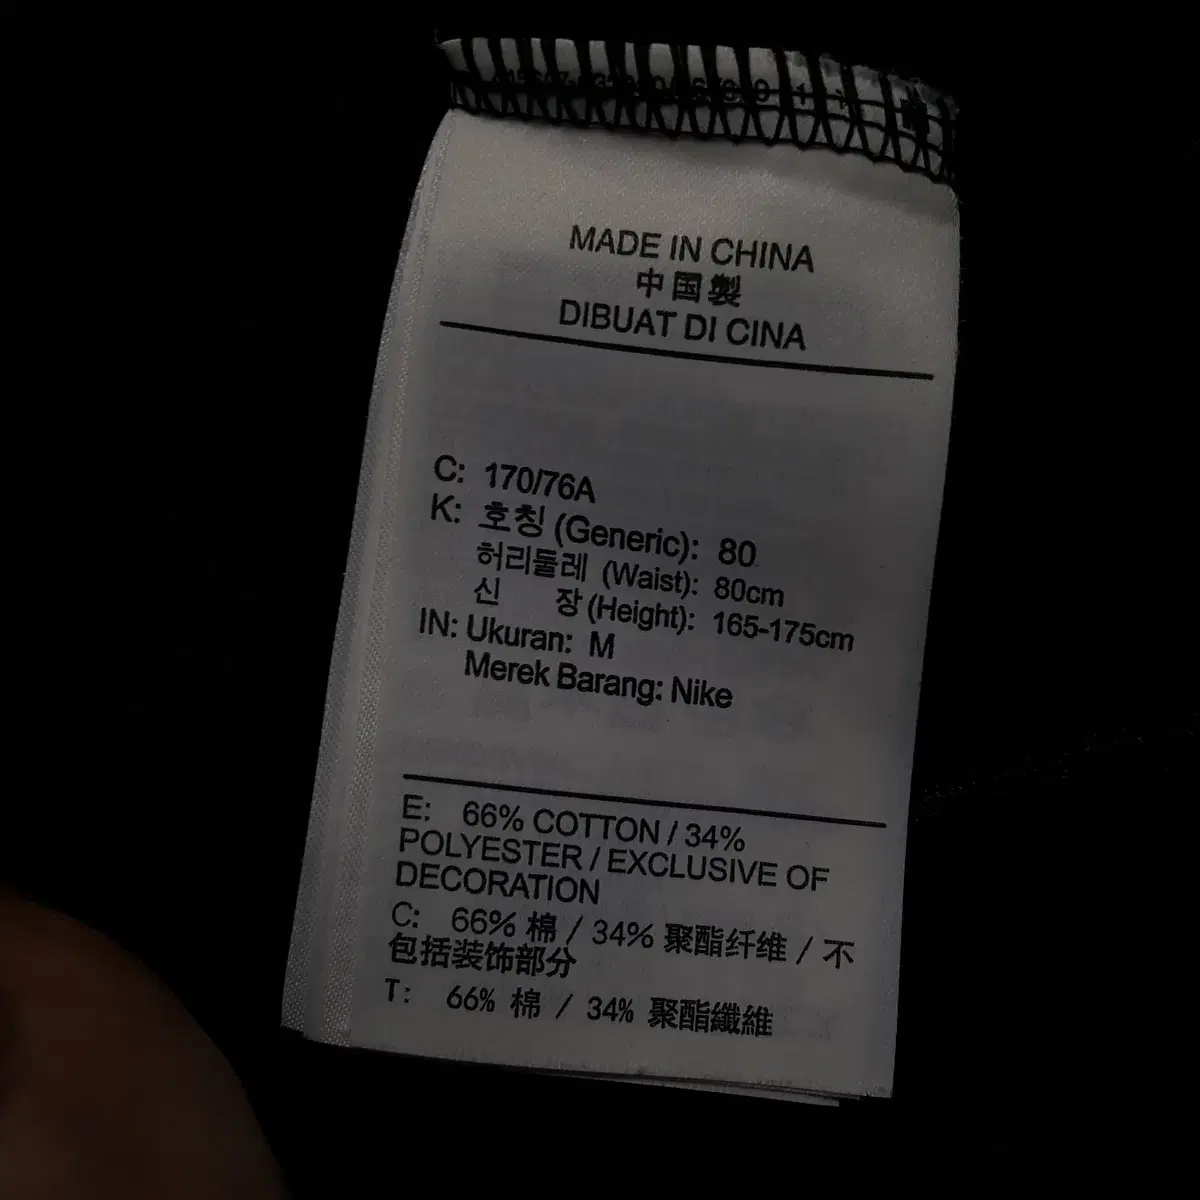 MADE IN CHINA
中国製
DIBUAT DI CINA
C: 170/76A
K: 호칭 (Generic): 80
허리둘레 (Waist): 80cm
신 장 (Height): 165-175cm
IN: Ukuran: M
Merek Barang: Nike
E: 66% COTTON / 34%
POLYESTER / EXCLUSIVE OF
DECORATION
C: 66% 棉 / 34% 聚酯纤维 / 不
包括装饰部分
T: 66% 棉 / 34% 聚酯纖維